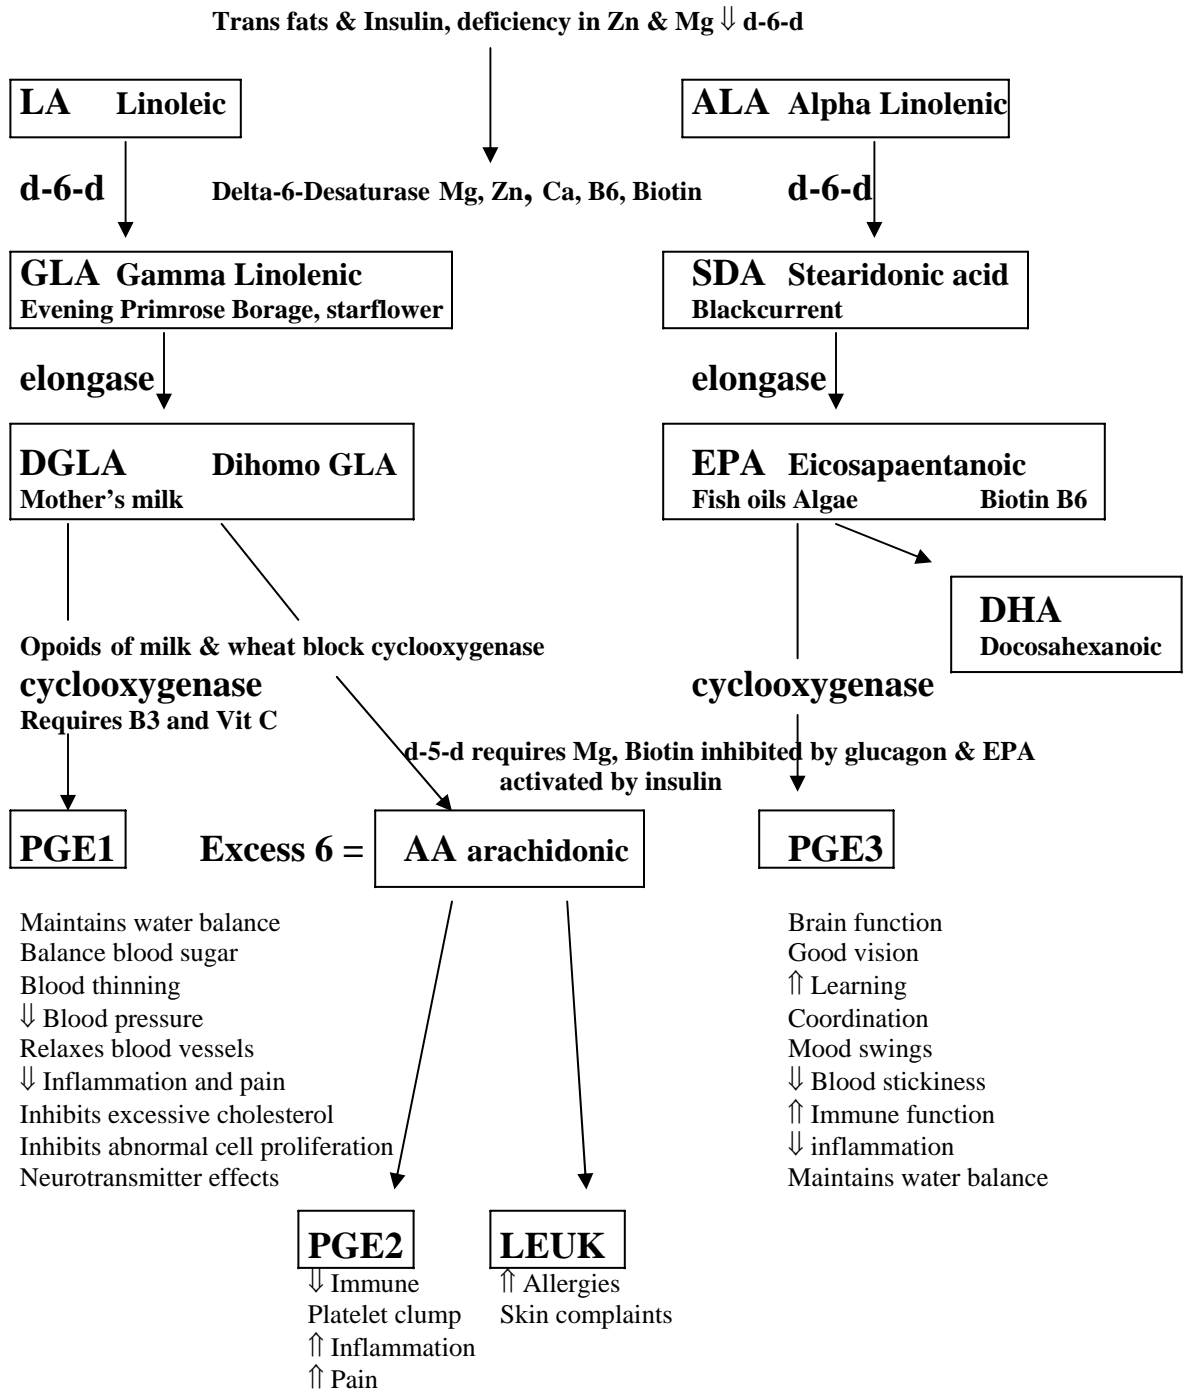 Trans fats & Insulin, deficiency in Zn & Mg ⇓ d-6-d
LA Linoleic
ALA Alpha Linolenic
d-6-d
Delta-6-Desaturase Mg, Zn, Ca, B6, Biotin
d-6-d
GLA Gamma Linolenic
Evening Primrose Borage, starflower
SDA Stearidonic acid
Blackcurrent
elongase
elongase
DGLA Dihomo GLA
Mother's milk
EPA Eicosapaentanoic
Fish oils Algae Biotin B6
DHA
Docosahexanoic
Opoids of milk & wheat block cyclooxygenase
cyclooxygenase
Requires B3 and Vit C
cyclooxygenase
d-5-d requires Mg, Biotin inhibited by glucagon & EPA
activated by insulin
PGE1
Excess 6 =
AA arachidonic
PGE3
Maintains water balance
Balance blood sugar
Blood thinning
⇓ Blood pressure
Relaxes blood vessels
⇓ Inflammation and pain
Inhibits excessive cholesterol
Inhibits abnormal cell proliferation
Neurotransmitter effects
Brain function
Good vision
⇑ Learning
Coordination
Mood swings
⇓ Blood stickiness
⇑ Immune function
⇓ inflammation
Maintains water balance
PGE2
⇓ Immune
Platelet clump
⇑ Inflammation
⇑ Pain
LEUK
⇑ Allergies
Skin complaints